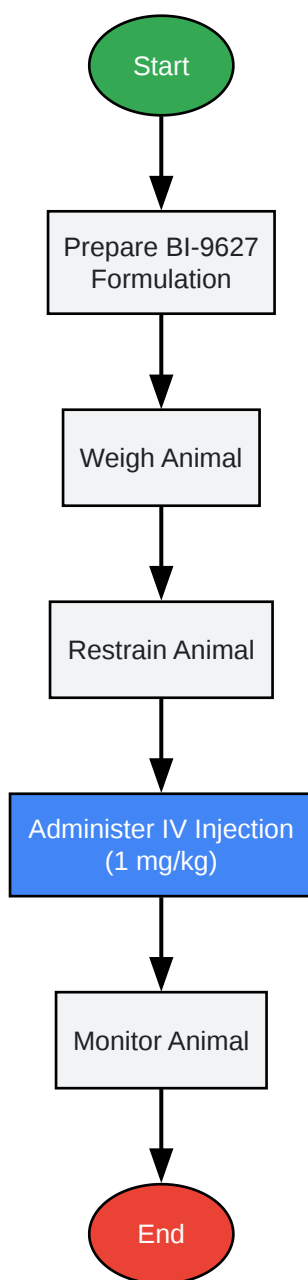 Start
Prepare BI-9627
Formulation
Weigh Animal
Restrain Animal
Administer IV Injection
(1 mg/kg)
Monitor Animal
End